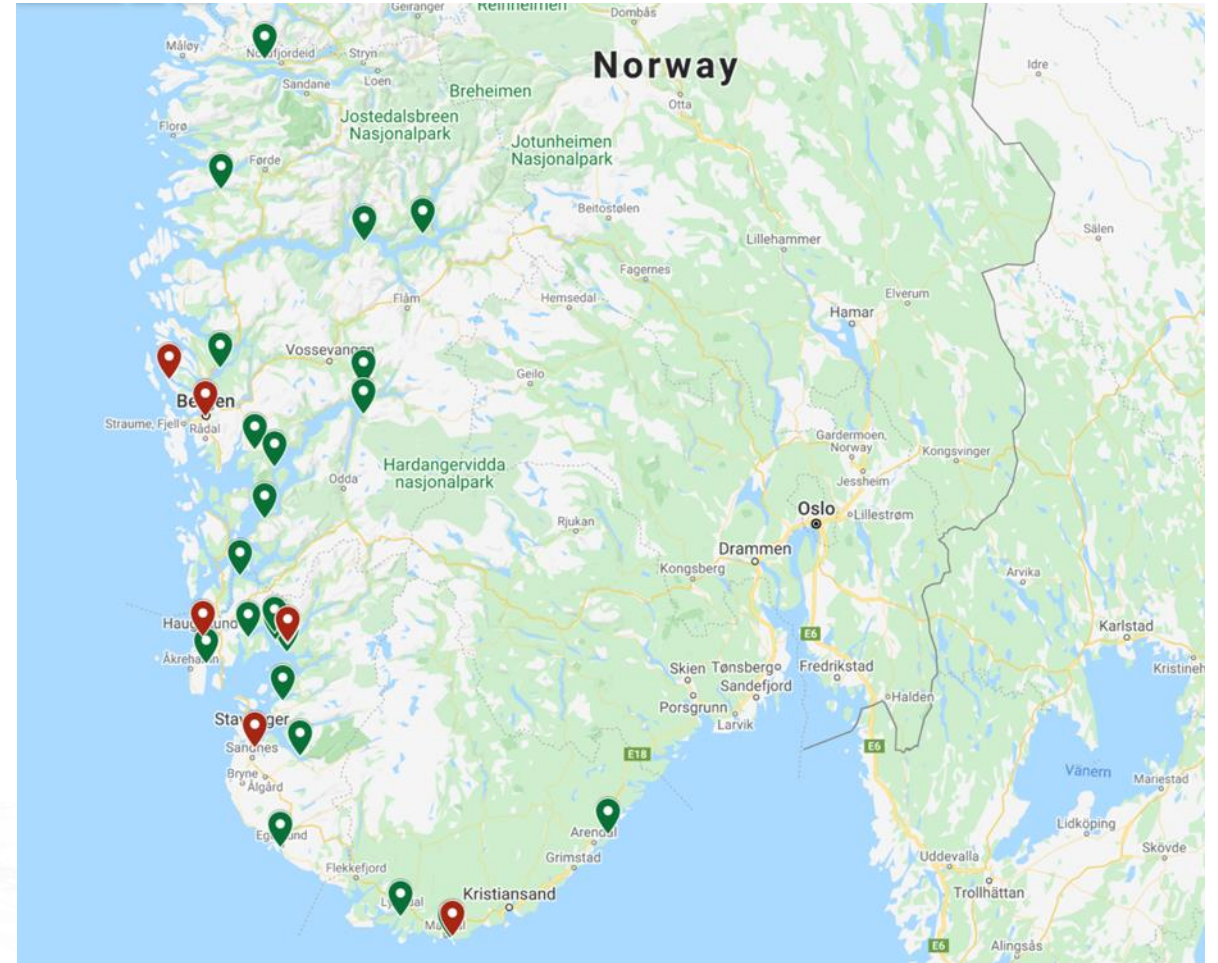 Geiranger
Reinheimen
Dombås
Måløy
Stryn
Idre
Sandane
Loen
Norway
Breheimen
Otta
Jostedalsbreen
Nasjonalpark
Florø
Jotunheimen
Nasjonalpark
Førde
Beitostølen
Sälen
Lillehammer
Fagernes
Flåm
Hemsedal
Elverum
Hamar
Vossevangen
Geilo
Straume, Fjell
Rådal
Gardermoen,
Norway
Kongsvinger
Hardangervidda
nasjonalpark
Odda
Jessheim
Oslo
Lillestrøm
Rjukan
Drammen
Kongsberg
Arvika
Karlstad
E6
Skien
Tønsberg
Fredrikstad
Kristineh
Sandefjord
Halden
Porsgrunn
Larvik
Sandnes
E18
E6
Bryne
Ålgård
Vänern
Mariestad
Lidköping
Arendal
Skövde
Grimstad
Uddevalla
Flekkefjord
Trollhättan
Kristiansand
E6
Alingsås